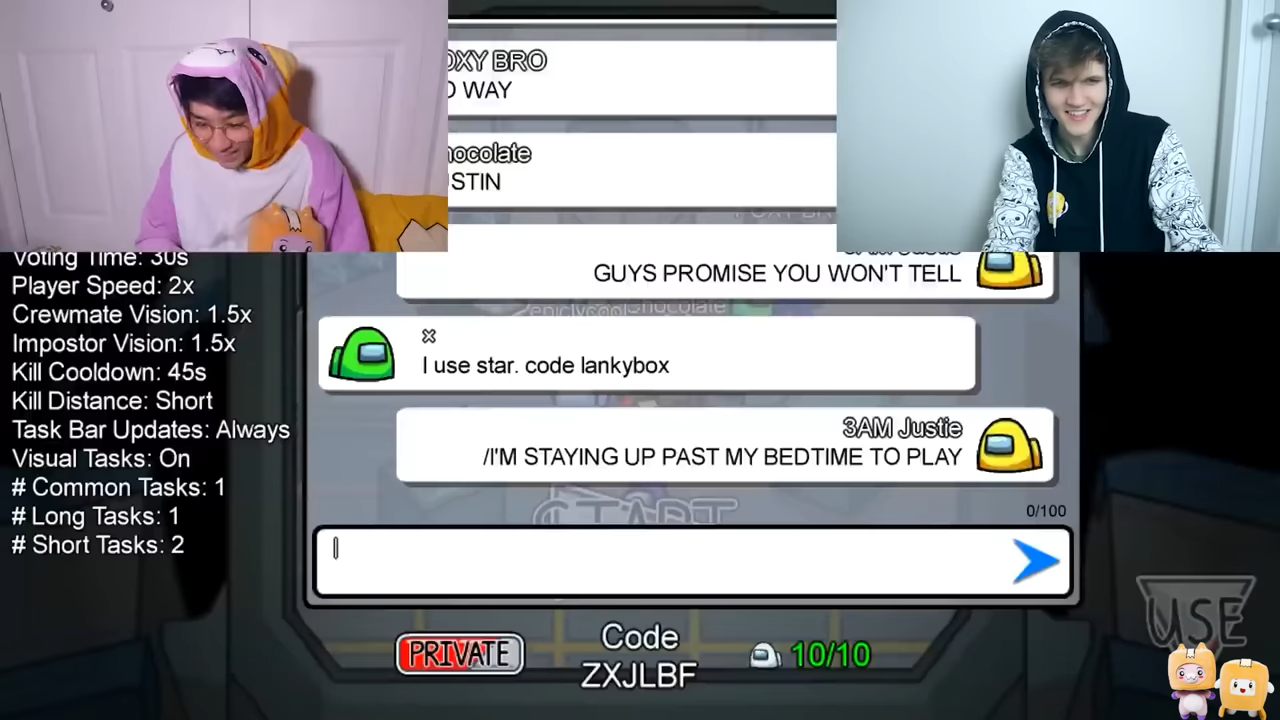 OXY BRO
O WAY
hocolate
STIN
GUYS PROMISE YOU WON'T TELL
x
I use star. code lankybox
3AM Justie
/I'M STAYING UP PAST MY BEDTIME TO PLAY
0/100
Voting Time: 30s
Player Speed: 2x
Crewmate Vision: 1.5x
Impostor Vision: 1.5x
Kill Cooldown: 45s
Kill Distance: Short
Task Bar Updates: Always
Visual Tasks: On
# Common Tasks: 1
# Long Tasks: 1
# Short Tasks: 2
START
PRIVATE
Code
ZXJLBF
10/10
USE